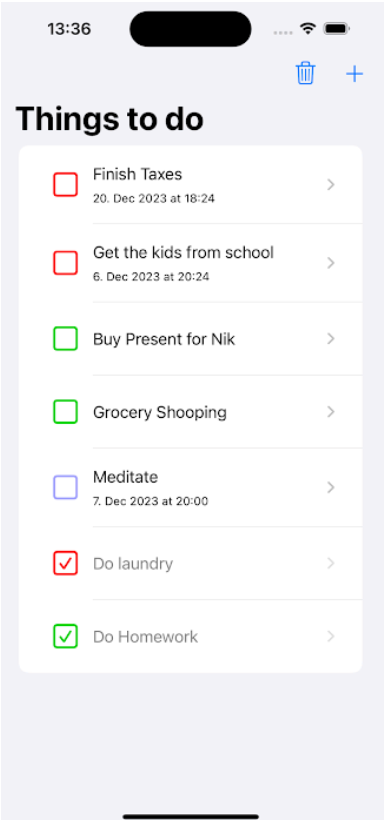 13:36
Things to do
Finish Taxes
20. Dec 2023 at 18:24
Get the kids from school
6. Dec 2023 at 20:24
Buy Present for Nik
Grocery Shooping
Meditate
7. Dec 2023 at 20:00
Do laundry
Do Homework